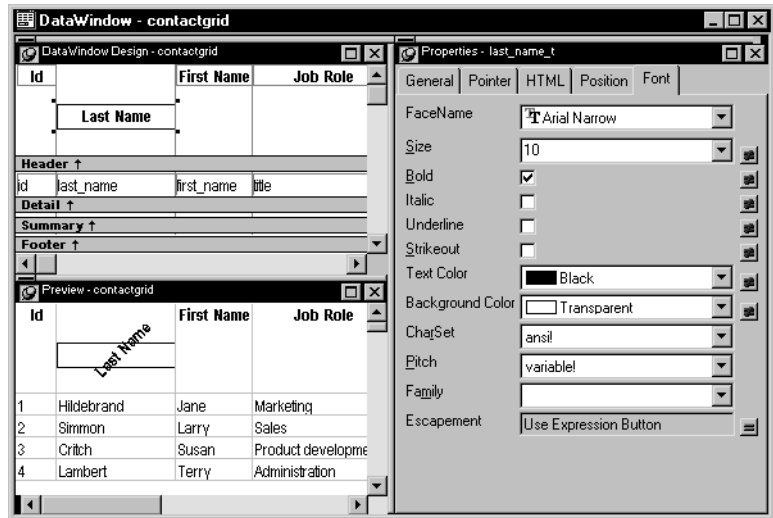 DataWindow - contactgrid
DataWindow Design - contactgrid
Id First Name Job Role
Last Name
Header ↑
id last_name first_name title
Detail ↑
Summary ↑
Footer ↑
Preview - contactgrid
Id Last Name First Name Job Role
1 Hildebrand Jane Marketing
2 Simmon Larry Sales
3 Critch Susan Product developme
4 Lambert Terry Administration
Properties - last_name_t
General Pointer HTML Position Font
FaceName Arial Narrow
Size 10
Bold
Italic
Underline
Strikeout
Text Color Black
Background Color Transparent
CharSet ansi!
Pitch variable!
Family
Escapement Use Expression Button